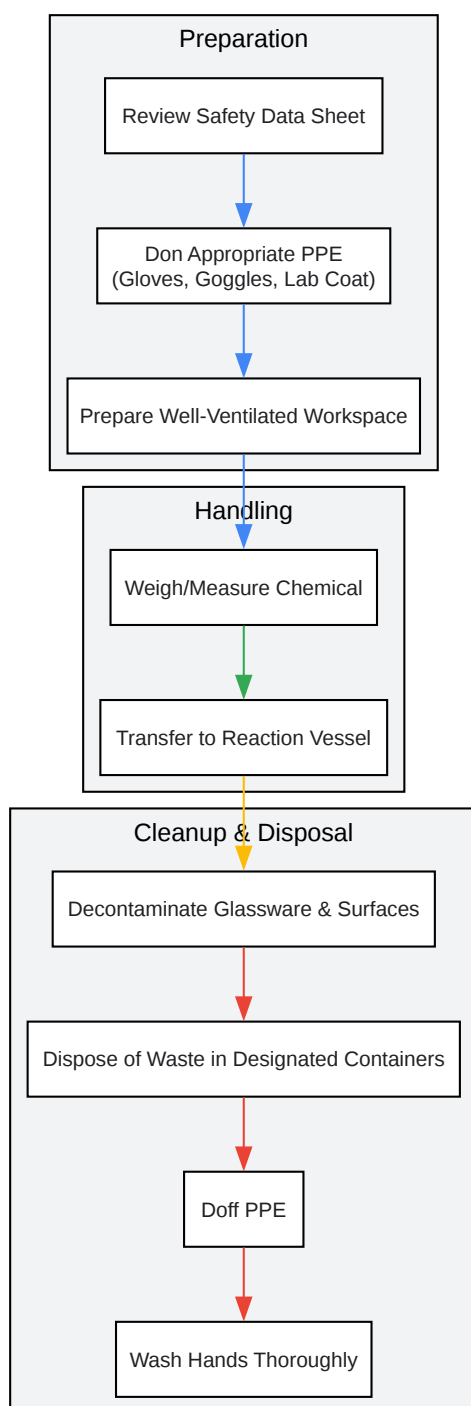 Preparation
Review Safety Data Sheet
Don Appropriate PPE
(Gloves, Goggles, Lab Coat)
Prepare Well-Ventilated Workspace
Handling
Weigh/Measure Chemical
Transfer to Reaction Vessel
Cleanup & Disposal
Decontaminate Glassware & Surfaces
Dispose of Waste in Designated Containers
Doff PPE
Wash Hands Thoroughly